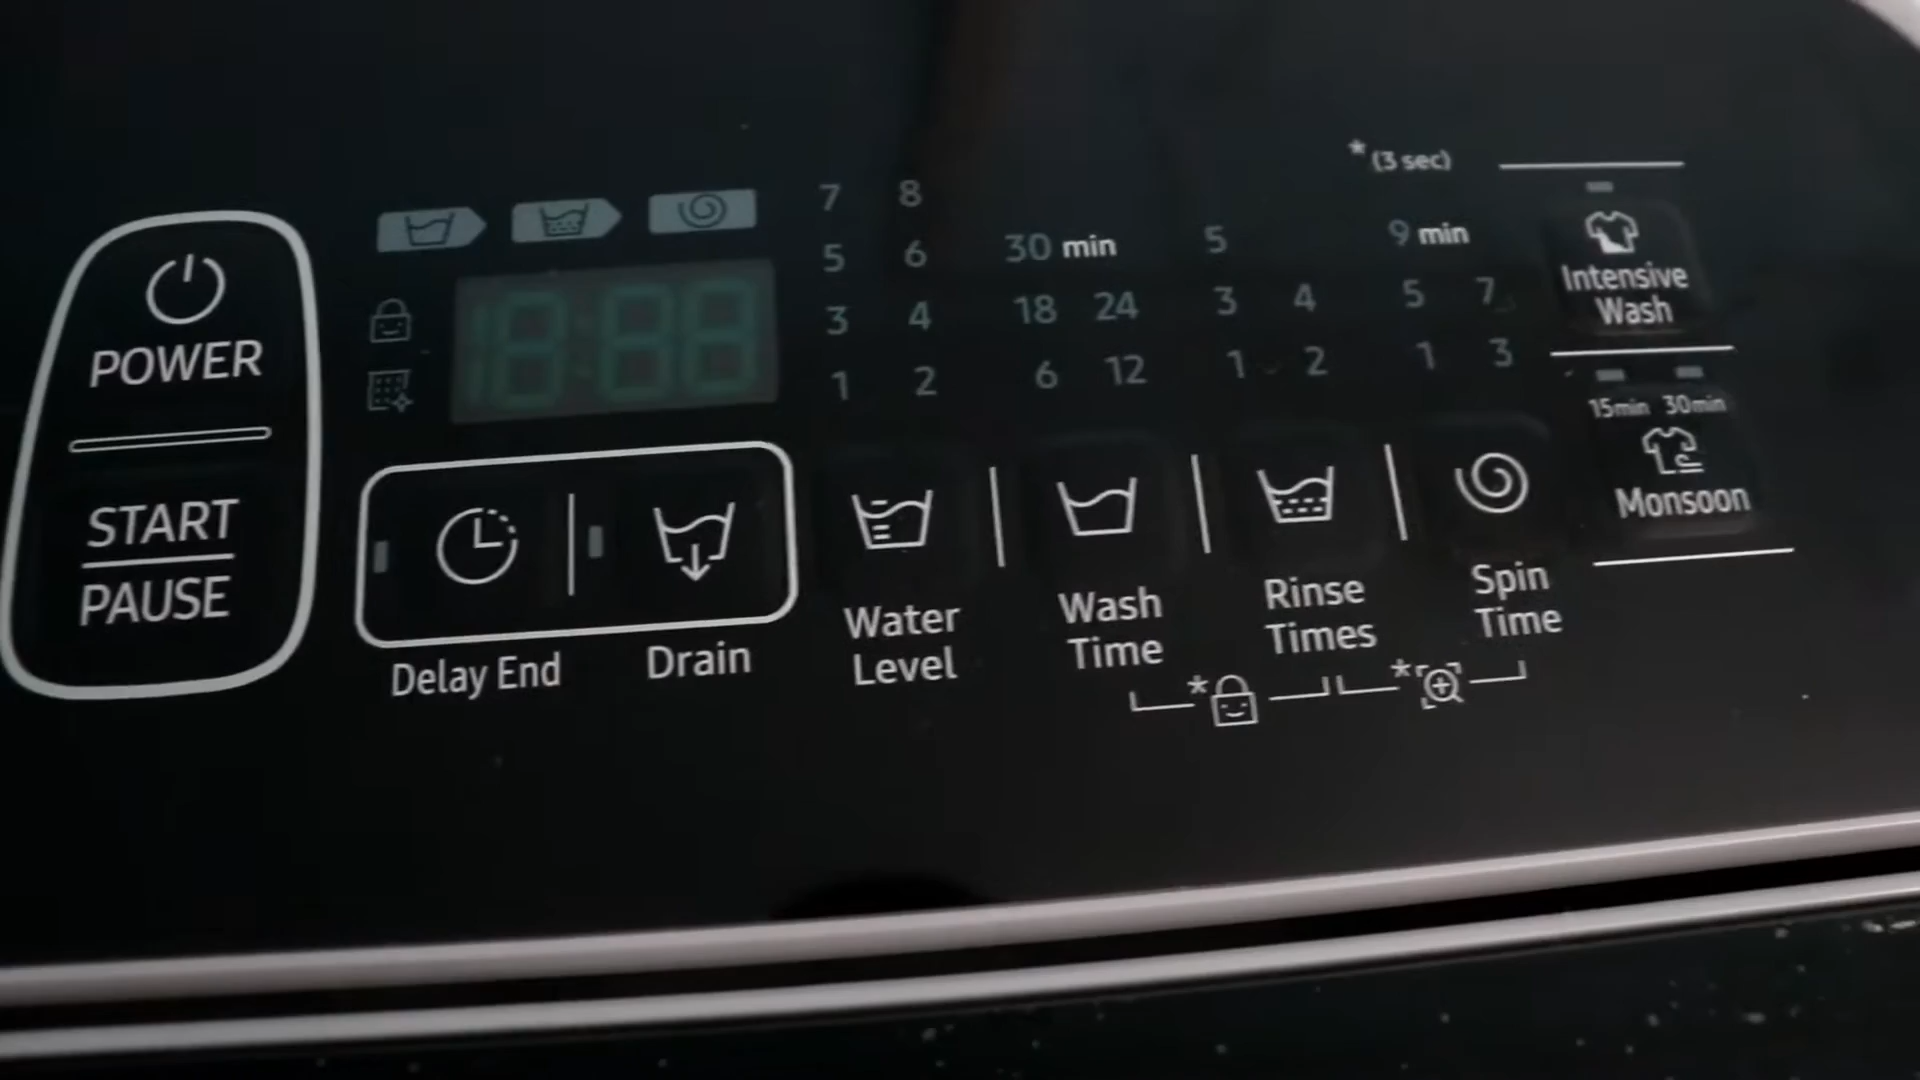 POWER
START
PAUSE
18:88
Delay End
Drain
7 8
5 6
3 4
1 2
Water
Level
30 min
18 24
6 12
Wash
Time
5
3 4
1 2
Rinse
Times
* (3 sec)
9 min
5 7
1 3
Spin
Time
*
*
Intensive
Wash
15min 30min
Monsoon